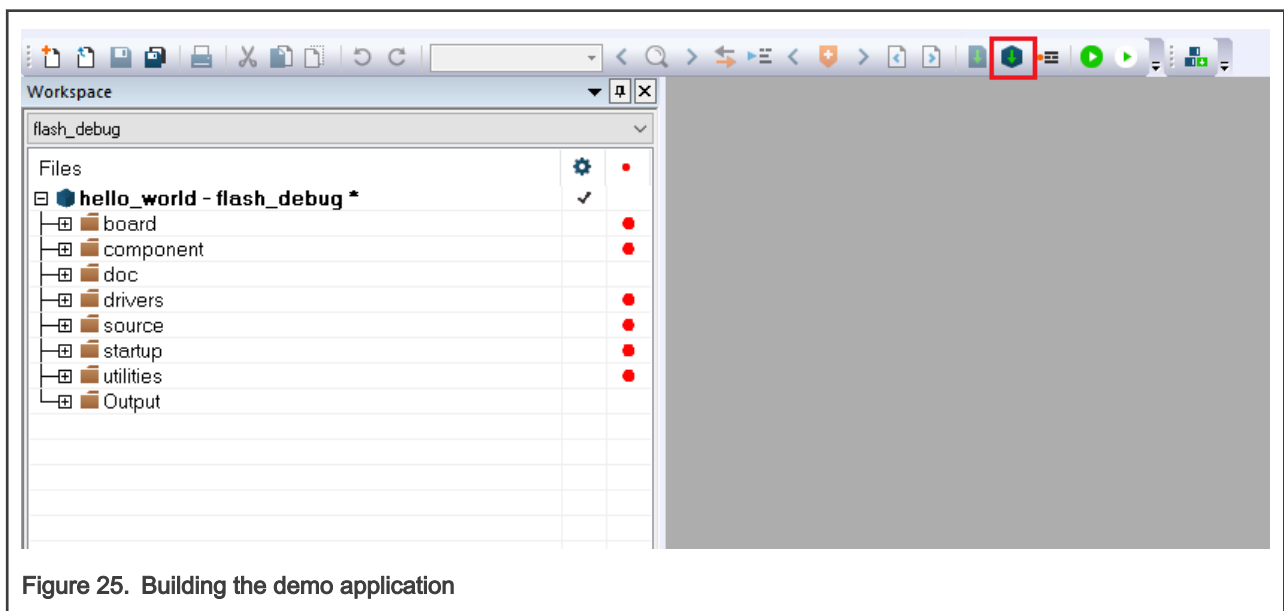 Workspace
flash_debug
Files
hello_world - flash_debug *
board
component
doc
drivers
source
startup
utilities
Output
Figure 25. Building the demo application